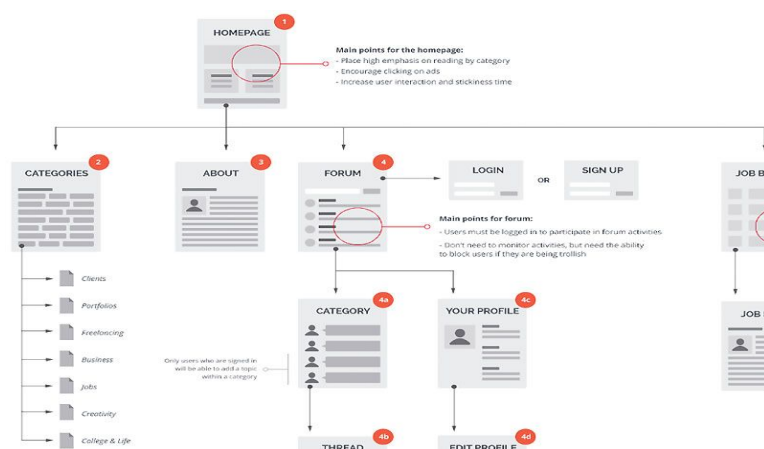 1
HOMEPAGE
Main points for the homepage:
- Place high emphasis on reading by category
- Encourage clicking on ads
- Increase user interaction and stickiness time
2
CATEGORIES
3
ABOUT
4
FORUM
LOGIN
OR
SIGN UP
JOB B
Main points for forum:
- Users must be logged in to participate in forum activities
- Don't need to monitor activities, but need the ability
to block users if they are being trollish
Clients
Portfolios
Freelancing
Business
Jobs
Creativity
College & Life
4a
CATEGORY
Only users who are signed in
will be able to add a topic
within a category
4c
YOUR PROFILE
JOB
4b
THREAD
4d
EDIT PROFILE